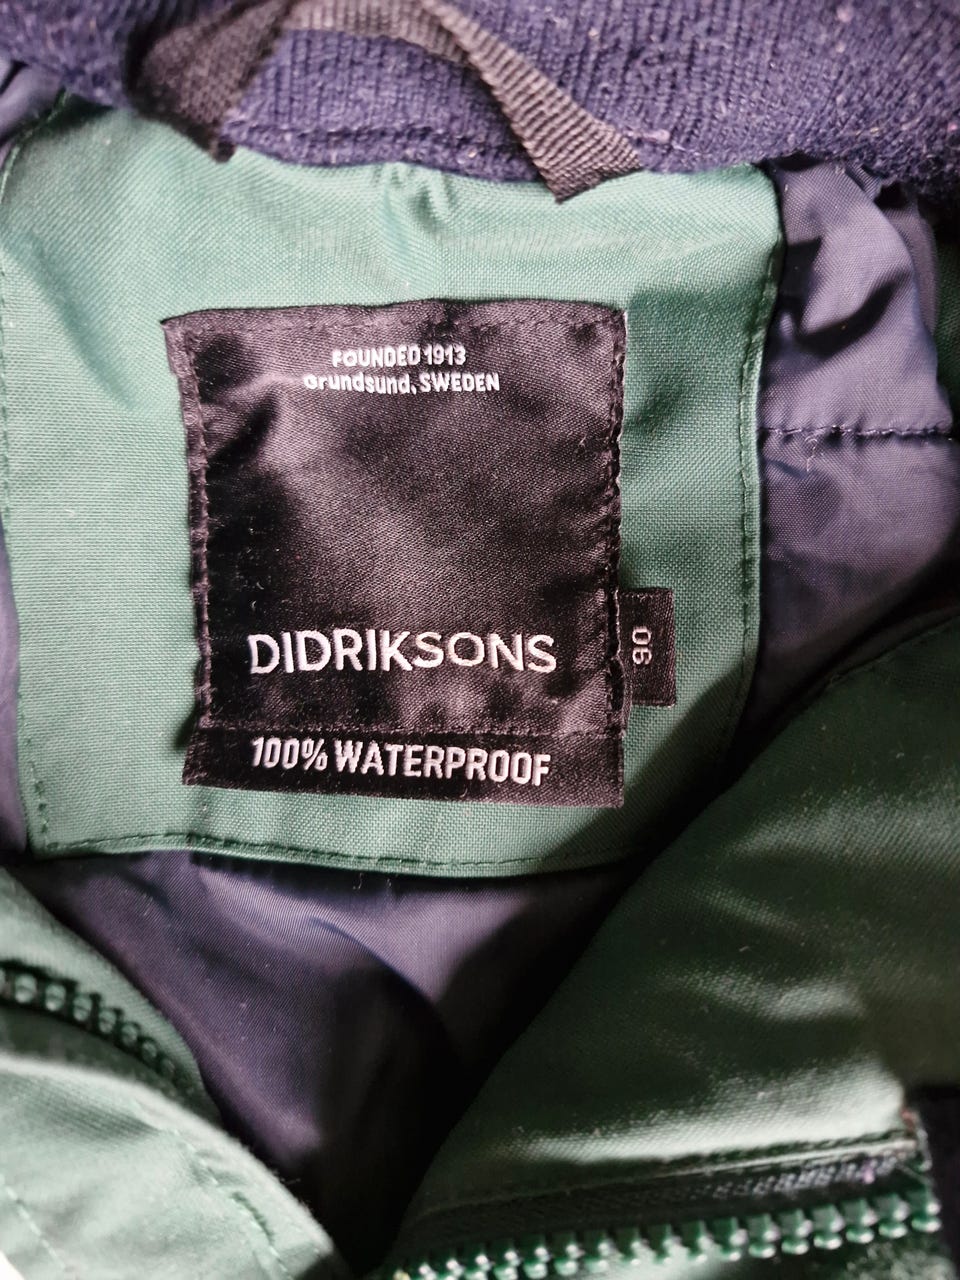 FOUNDED 1913
Grundsund, SWEDEN
DIDRIKSONS
90
100% WATERPROOF